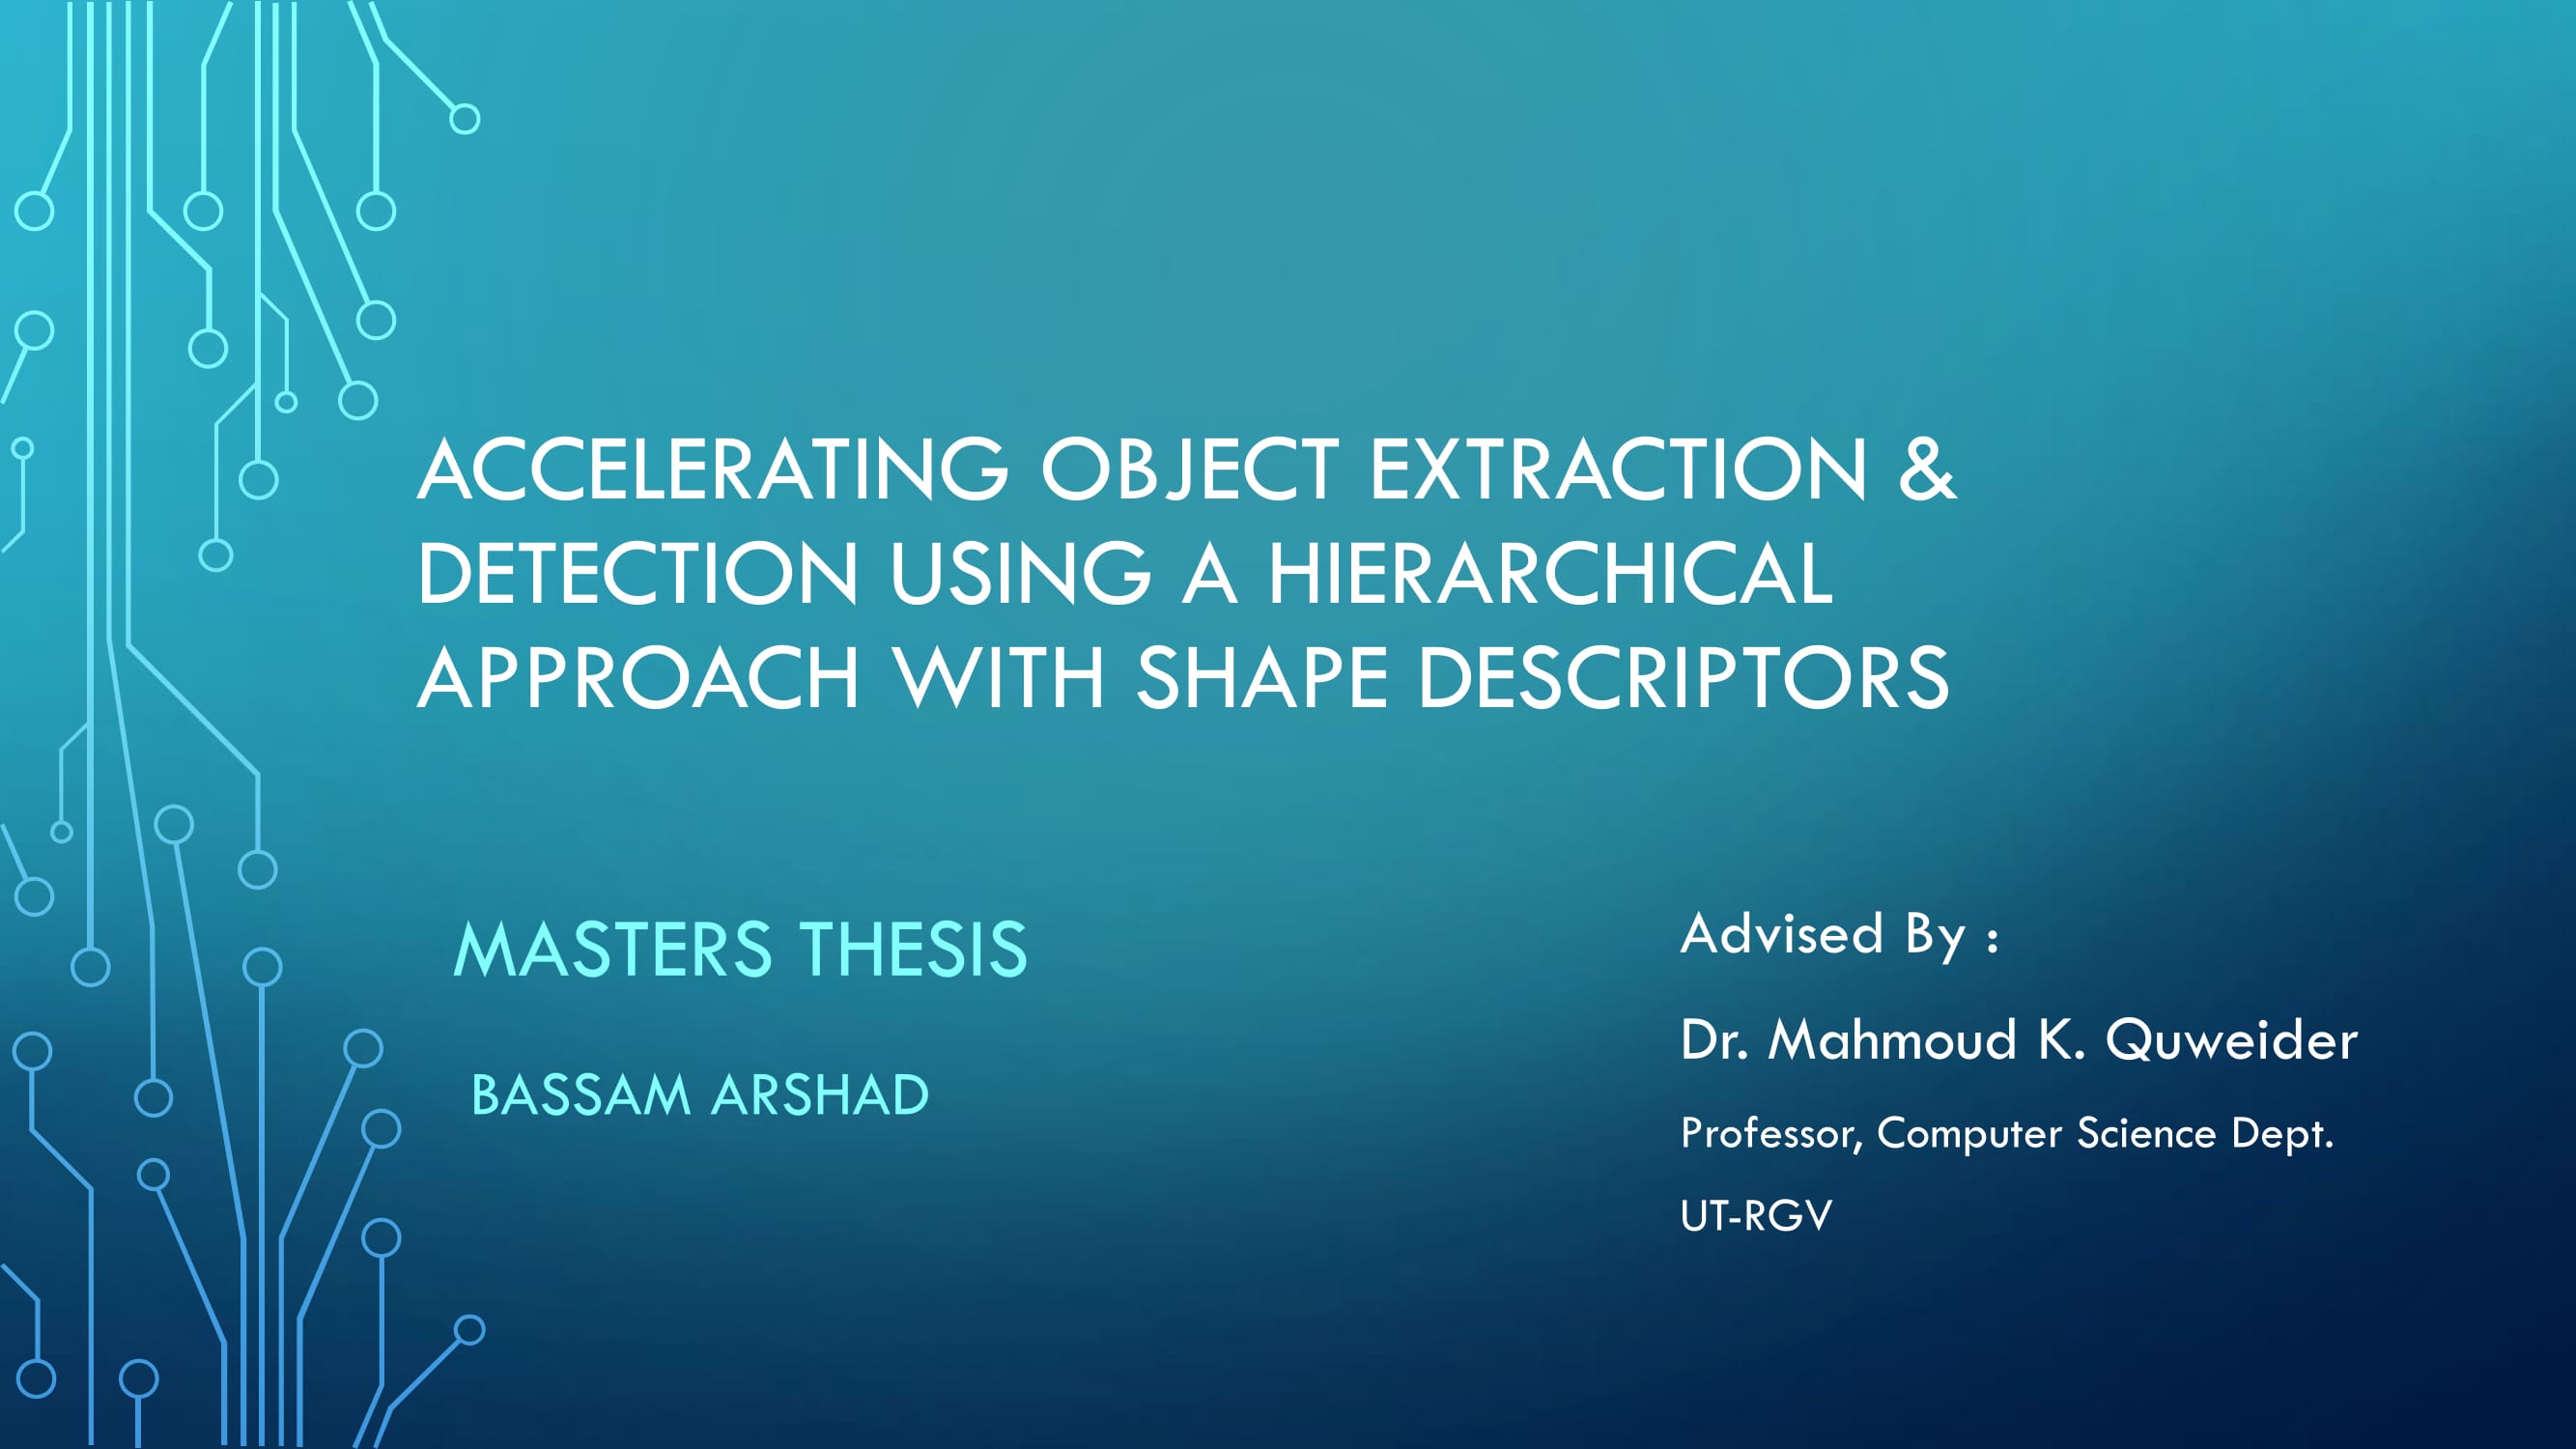 ACCELERATING OBJECT EXTRACTION &
DETECTION USING A HIERARCHICAL
APPROACH WITH SHAPE DESCRIPTORS
MASTERS THESIS
BASSAM ARSHAD
Advised By :
Dr. Mahmoud K. Quweider
Professor, Computer Science Dept.
UT-RGV